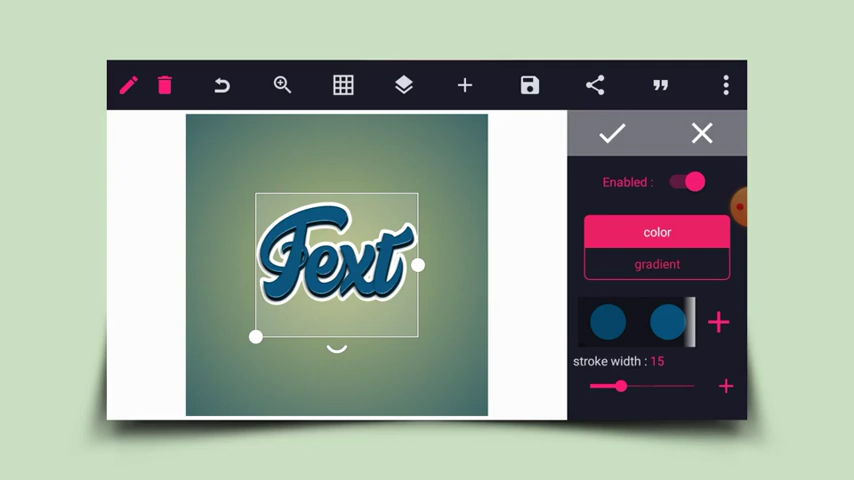 Enabled :
color
gradient
Text
stroke width : 15